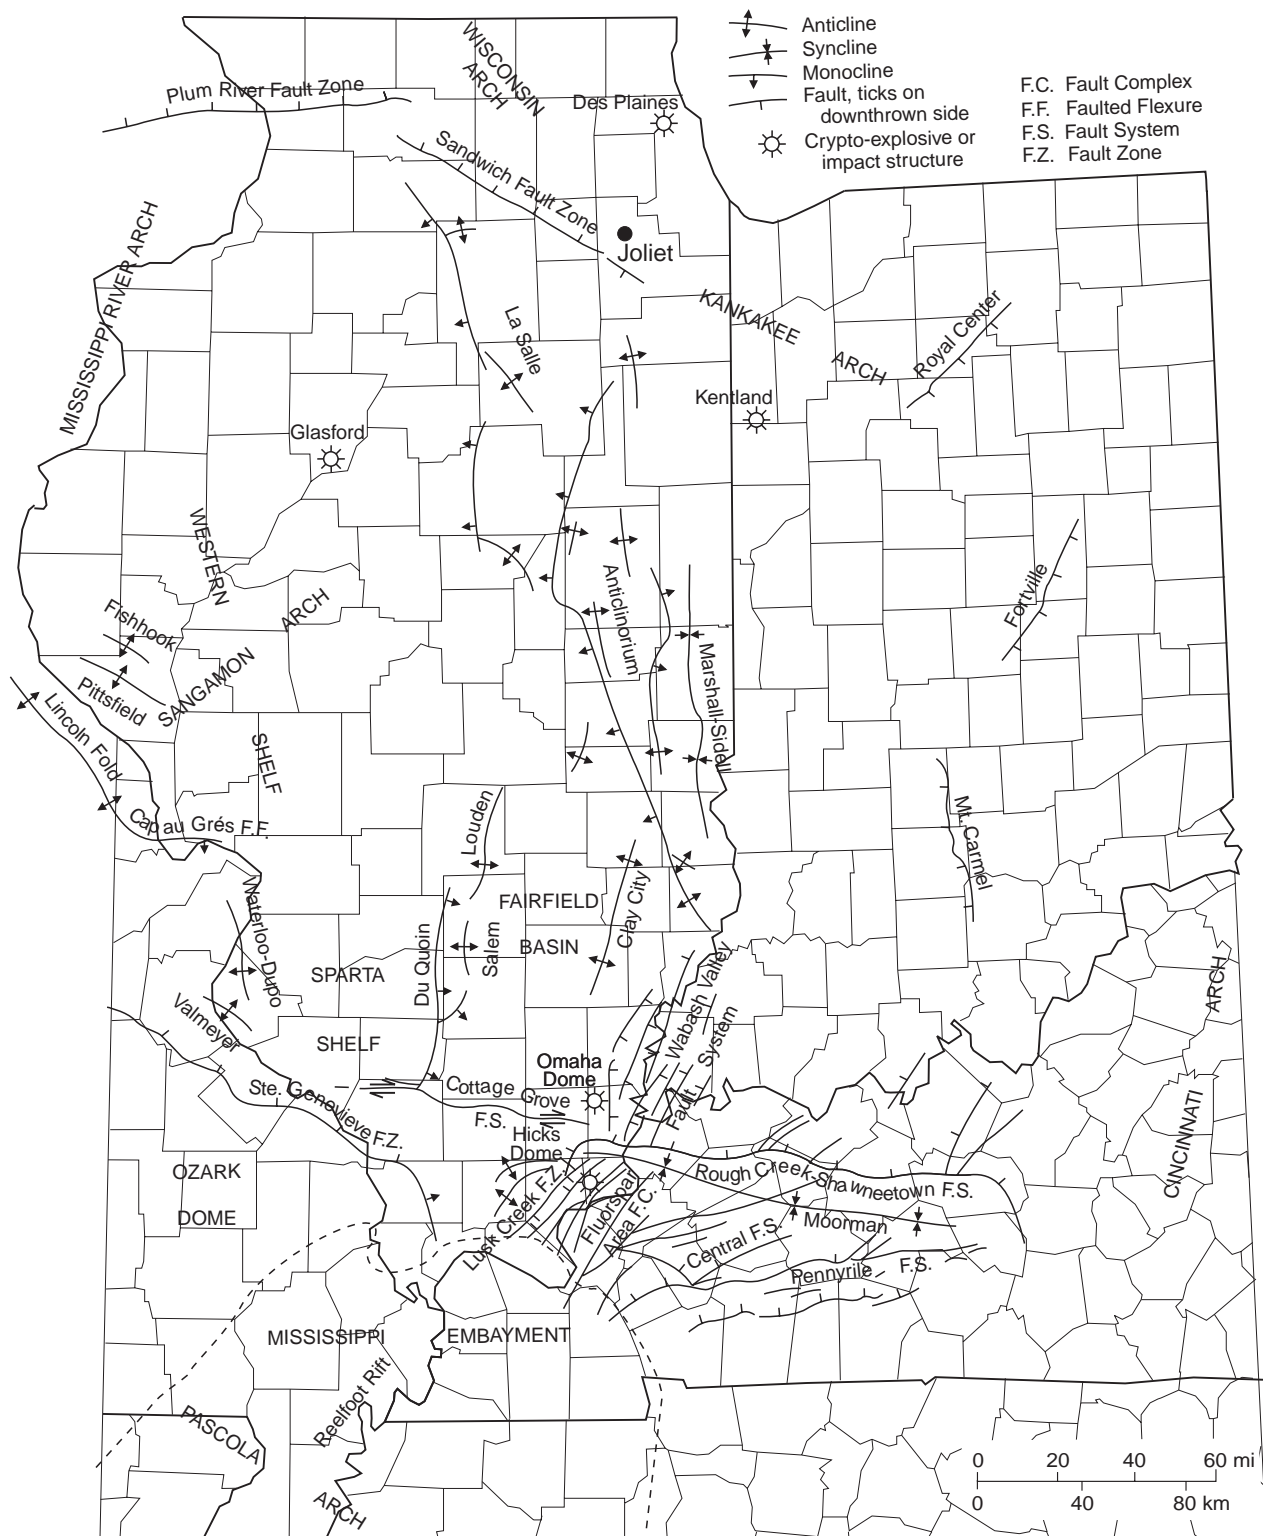 Anticline
Syncline
Monocline
Fault, ticks on
downthrown side
Crypto-explosive or
impact structure
F.C. Fault Complex
F.F. Faulted Flexure
F.S. Fault System
F.Z. Fault Zone
WISCONSIN
ARCH
Plum River Fault Zone
Des Plaines
Sandwich Fault Zone
Joliet
MISSISSIPPI RIVER ARCH
KANKAKEE
ARCH
Royal Center
La Salle
Kentland
Glasford
WESTERN
Anticlinorium
Fortville
Fishhook
ARCH
SANGAMON
Pittsfield
Marshall-Sidell
Lincoln Fold
SHELF
Cap au Grés F.F.
Louden
Mt. Carmel
Waterloo-Dupo
FAIRFIELD
Clay City
BASIN
Du Quoin
Salem
SPARTA
Valmeyer
SHELF
Wabash Valley
Fault System
ARCH
CINCINNATI
Omaha
Dome
Ste. Genevieve F.Z.
Cottage Grove
F.S.
Hicks
Dome
OZARK
DOME
Rough Creek-Shawneetown F.S.
Lusk Creek F.Z.
Fluorspar
Area F.C.
Moorman
Central F.S.
Pennyrile F.S.
MISSISSIPPI
EMBAYMENT
Reelfoot Rift
PASCOLA
ARCH
0 20 40 60 mi
0 40 80 km